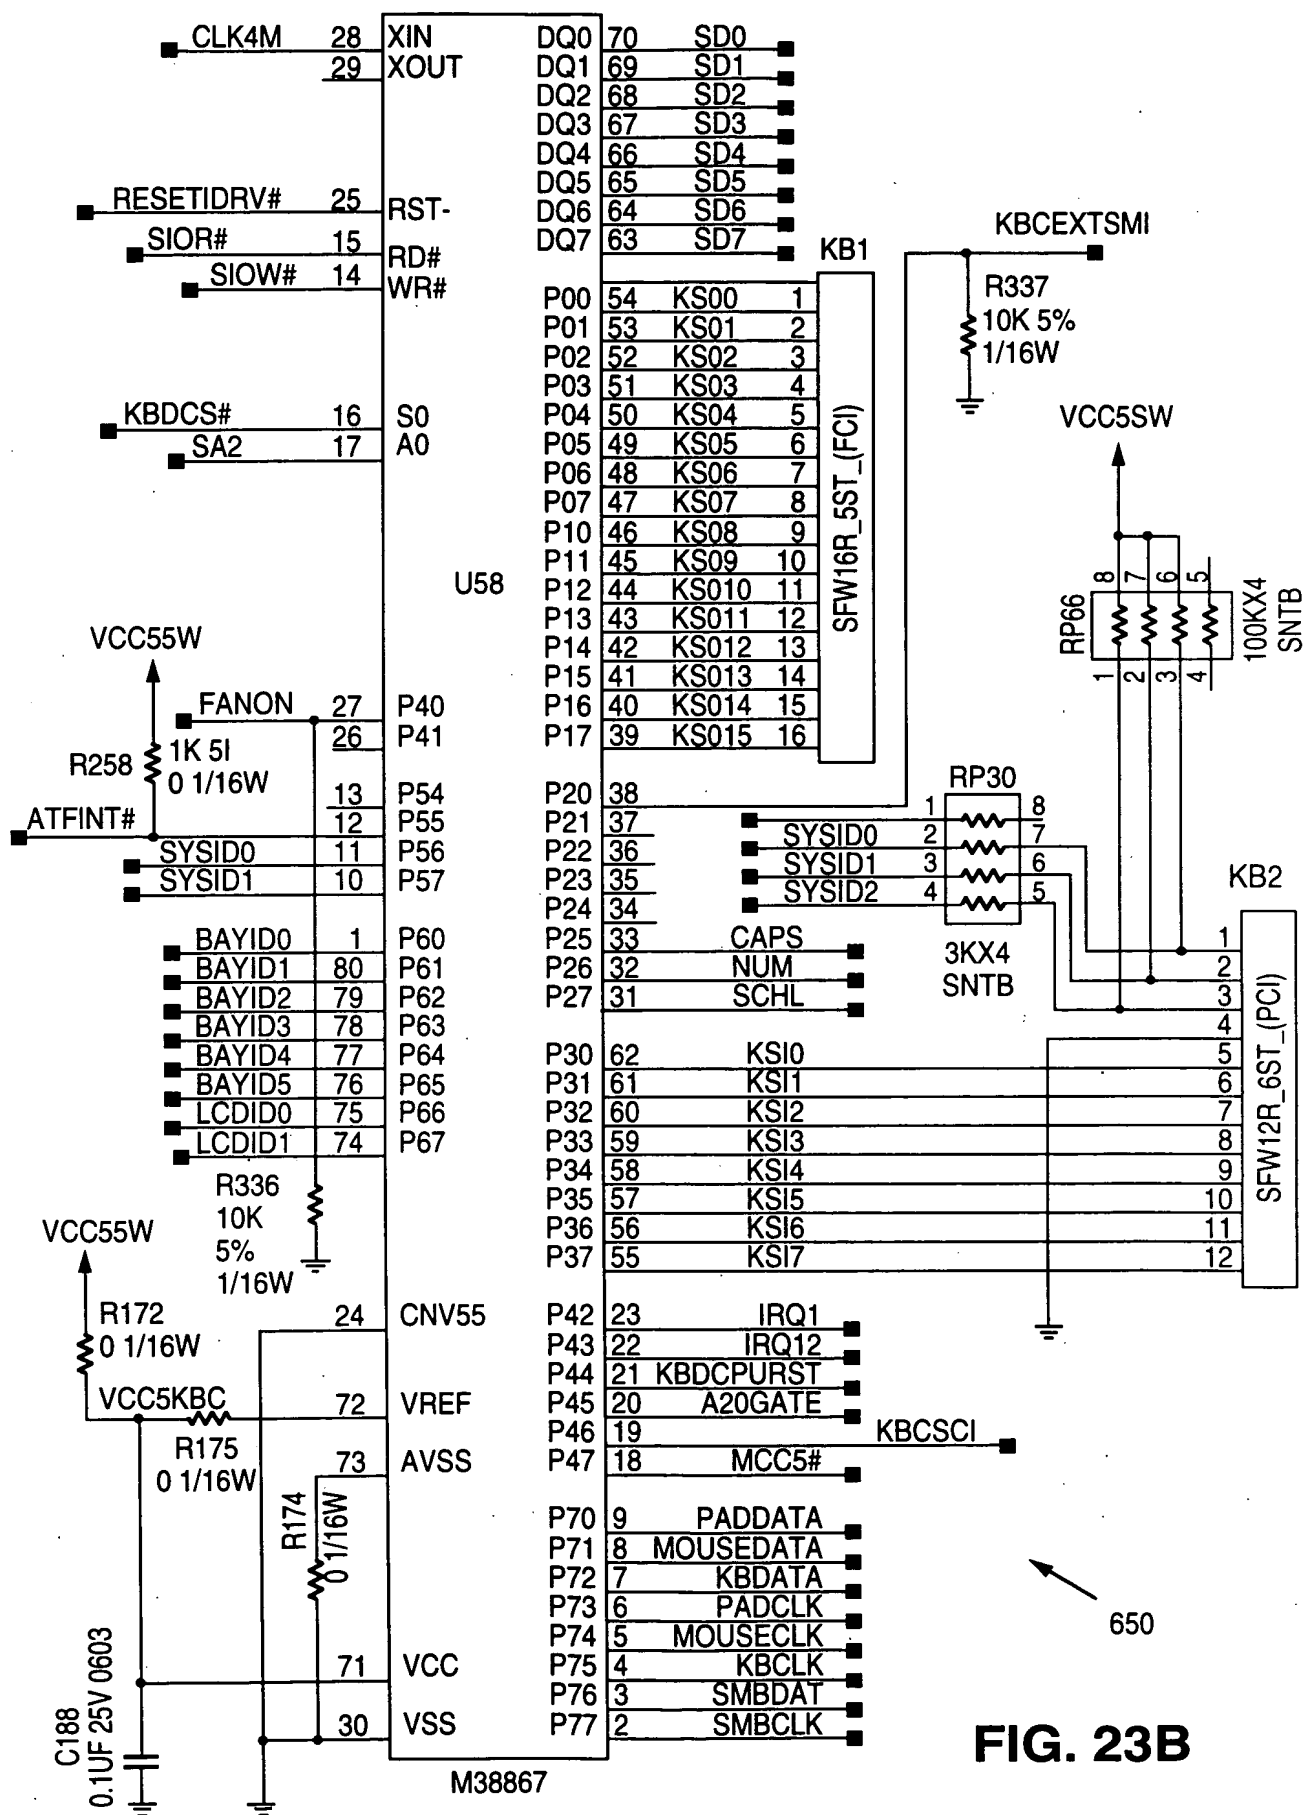 CLK4M 28 XIN
29 XOUT
RESETIDRV# 25 RST-
SIOR# 15 RD#
SIOW# 14 WR#
KBDCS# 16 S0
SA2 17 A0
U58
VCC55W
FANON 27 P40
26 P41
R258
1K 5I
0 1/16W
13 P54
ATFINT# 12 P55
SYSID0 11 P56
SYSID1 10 P57
BAYID0 1 P60
BAYID1 80 P61
BAYID2 79 P62
BAYID3 78 P63
BAYID4 77 P64
BAYID5 76 P65
LCDID0 75 P66
LCDID1 74 P67
R336
10K
5%
1/16W
VCC55W
R172
0 1/16W
24 CNV55
VCC5KBC
72 VREF
R175
0 1/16W
73 AVSS
R174
0 1/16W
71 VCC
30 VSS
C188
0.1UF 25V 0603
M38867
DQ0 70 SD0
DQ1 69 SD1
DQ2 68 SD2
DQ3 67 SD3
DQ4 66 SD4
DQ5 65 SD5
DQ6 64 SD6
DQ7 63 SD7
KB1
P00 54 KS00 1
P01 53 KS01 2
P02 52 KS02 3
P03 51 KS03 4
P04 50 KS04 5
P05 49 KS05 6
P06 48 KS06 7
P07 47 KS07 8
P10 46 KS08 9
P11 45 KS09 10
P12 44 KS010 11
P13 43 KS011 12
P14 42 KS012 13
P15 41 KS013 14
P16 40 KS014 15
P17 39 KS015 16
SFW16R_5ST_(FCI)
KBCEXTSMI
R337
10K 5%
1/16W
VCC5SW
8 7 6 5
RP66
100KX4
SNTB
1 2 3 4
P20 38
P21 37
P22 36
P23 35
P24 34
P25 33 CAPS
P26 32 NUM
P27 31 SCHL
RP30
1 8
SYSID0 2 7
SYSID1 3 6
SYSID2 4 5
3KX4
SNTB
KB2
1
2
3
4
P30 62 KSI0 5
P31 61 KSI1 6
P32 60 KSI2 7
P33 59 KSI3 8
P34 58 KSI4 9
P35 57 KSI5 10
P36 56 KSI6 11
P37 55 KSI7 12
SFW12R_6ST_(PCI)
P42 23 IRQ1
P43 22 IRQ12
P44 21 KBDCPURST
P45 20 A20GATE
P46 19 KBCSCI
P47 18 MCC5#
P70 9 PADDATA
P71 8 MOUSEDATA
P72 7 KBDATA
P73 6 PADCLK
P74 5 MOUSECLK
P75 4 KBCLK
P76 3 SMBDAT
P77 2 SMBCLK
650
FIG. 23B